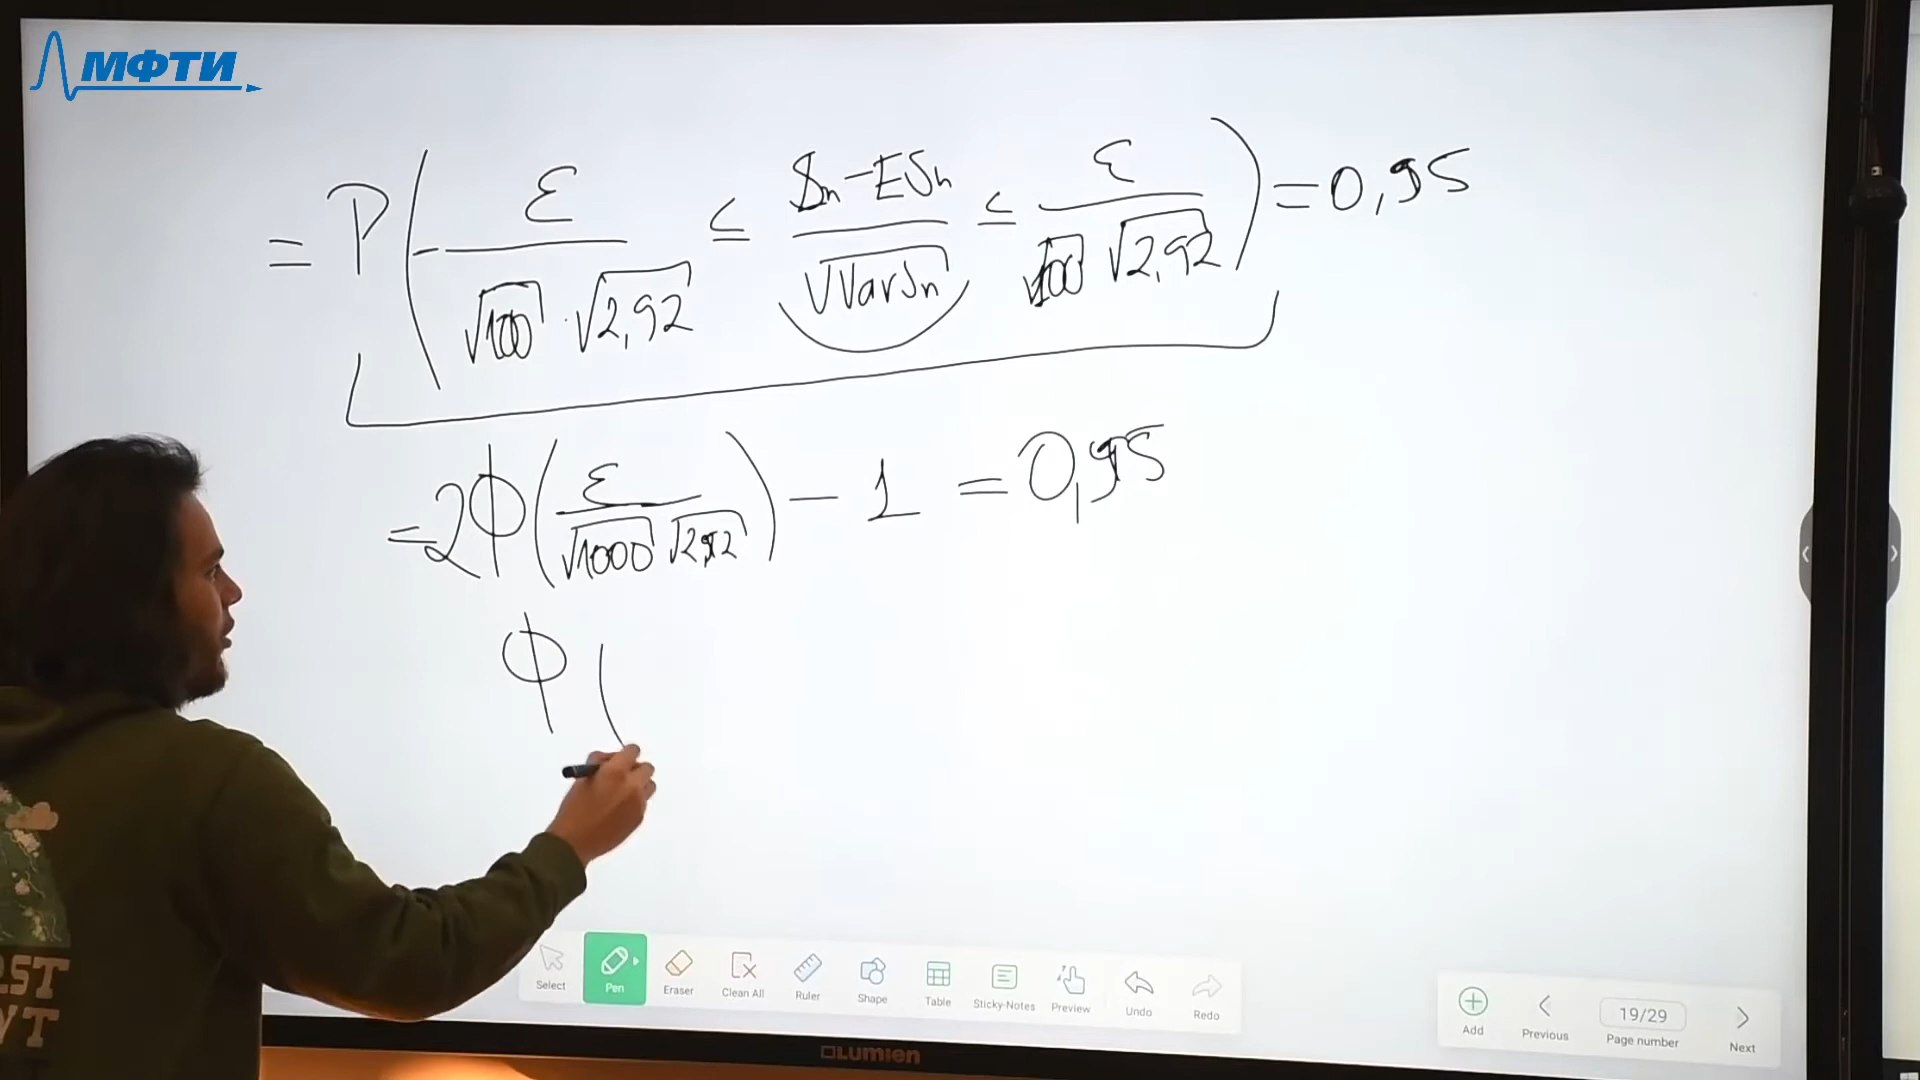 МФТИ
= P( - ε / √100 · √2,92 ≤ Sn - ESn / √VarSn ≤ ε / √100 √2,92 ) = 0,95
= 2Φ( ε / √1000 √2,92 ) - 1 = 0,95
Φ (
RST
Select Pen Eraser Clean All Ruler Shape Table Sticky-Notes Preview Undo Redo
Add Previous 19/29 Page number Next
Lumien